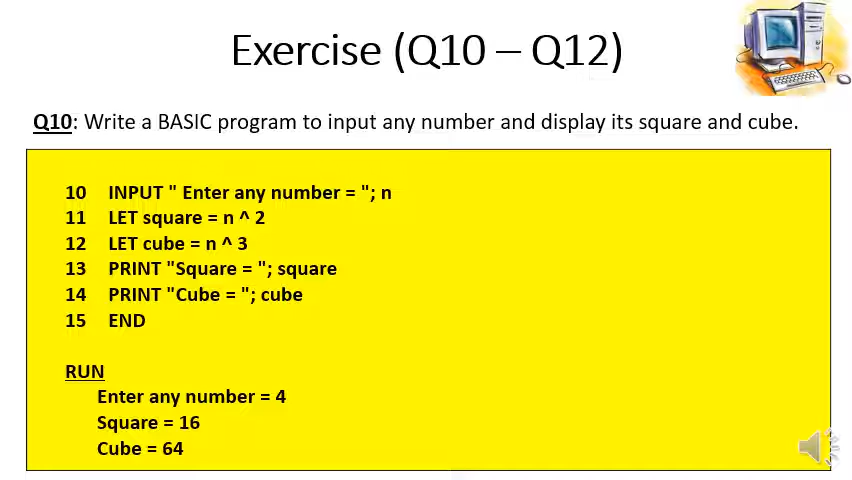 Exercise (Q10 – Q12)
Q10: Write a BASIC program to input any number and display its square and cube.
10 INPUT " Enter any number = "; n
11 LET square = n ^ 2
12 LET cube = n ^ 3
13 PRINT "Square = "; square
14 PRINT "Cube = "; cube
15 END
RUN
Enter any number = 4
Square = 16
Cube = 64